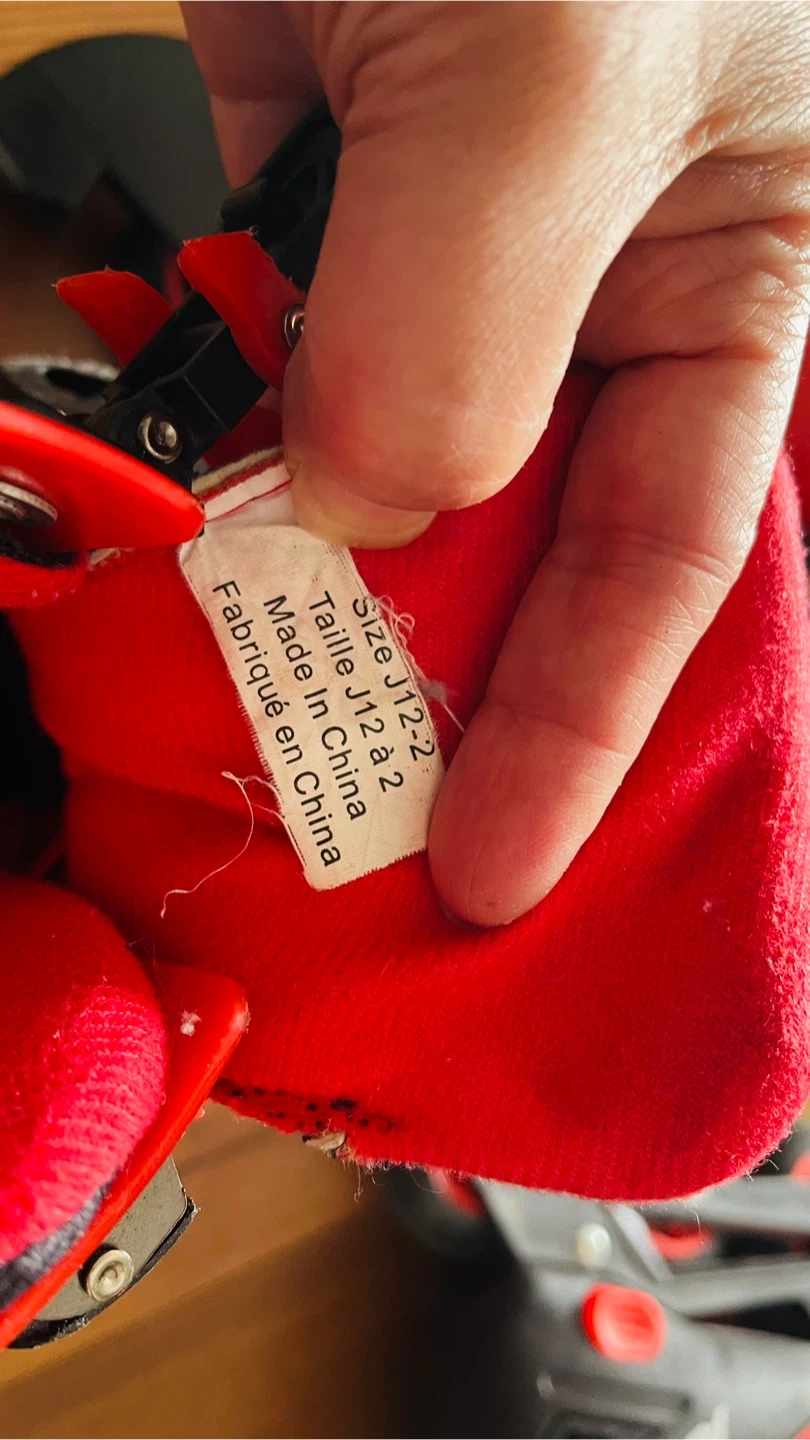 Size J12-2
Taille J12 à 2
Made In China
Fabriqué en China